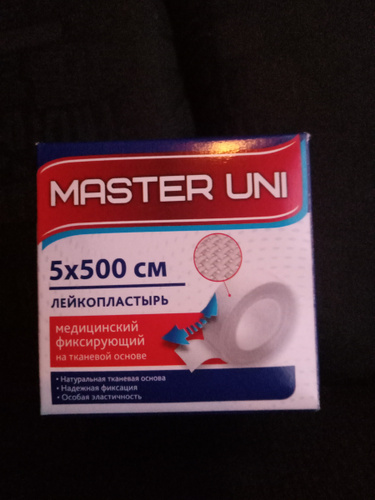 MASTER UNI
5x500 см
ЛЕЙКОПЛАСТЫРЬ
медицинский
фиксирующий
на тканевой основе
• Натуральная тканевая основа
• Надежная фиксация
• Особая эластичность